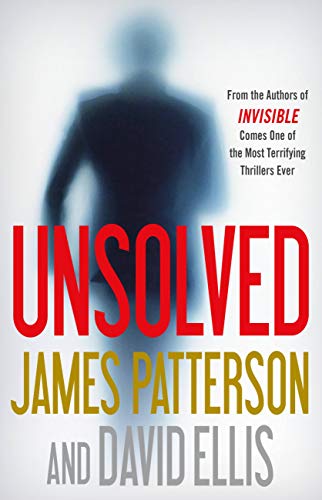 From the Authors of
INVISIBLE
Comes One of
the Most Terrifying
Thrillers Ever
UNSOLVED
JAMES PATTERSON
AND DAVID ELLIS